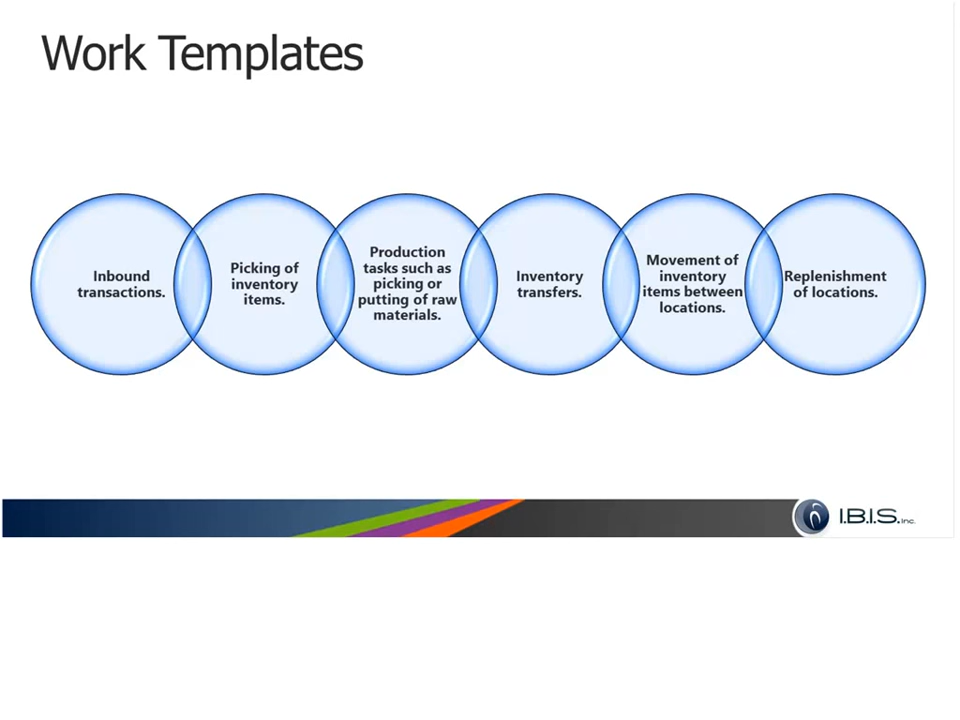 Work Templates
Inbound
transactions.
Picking of
inventory
items.
Production
tasks such as
picking or
putting of raw
materials.
Inventory
transfers.
Movement of
inventory
items between
locations.
Replenishment
of locations.
I.B.I.S. Inc.